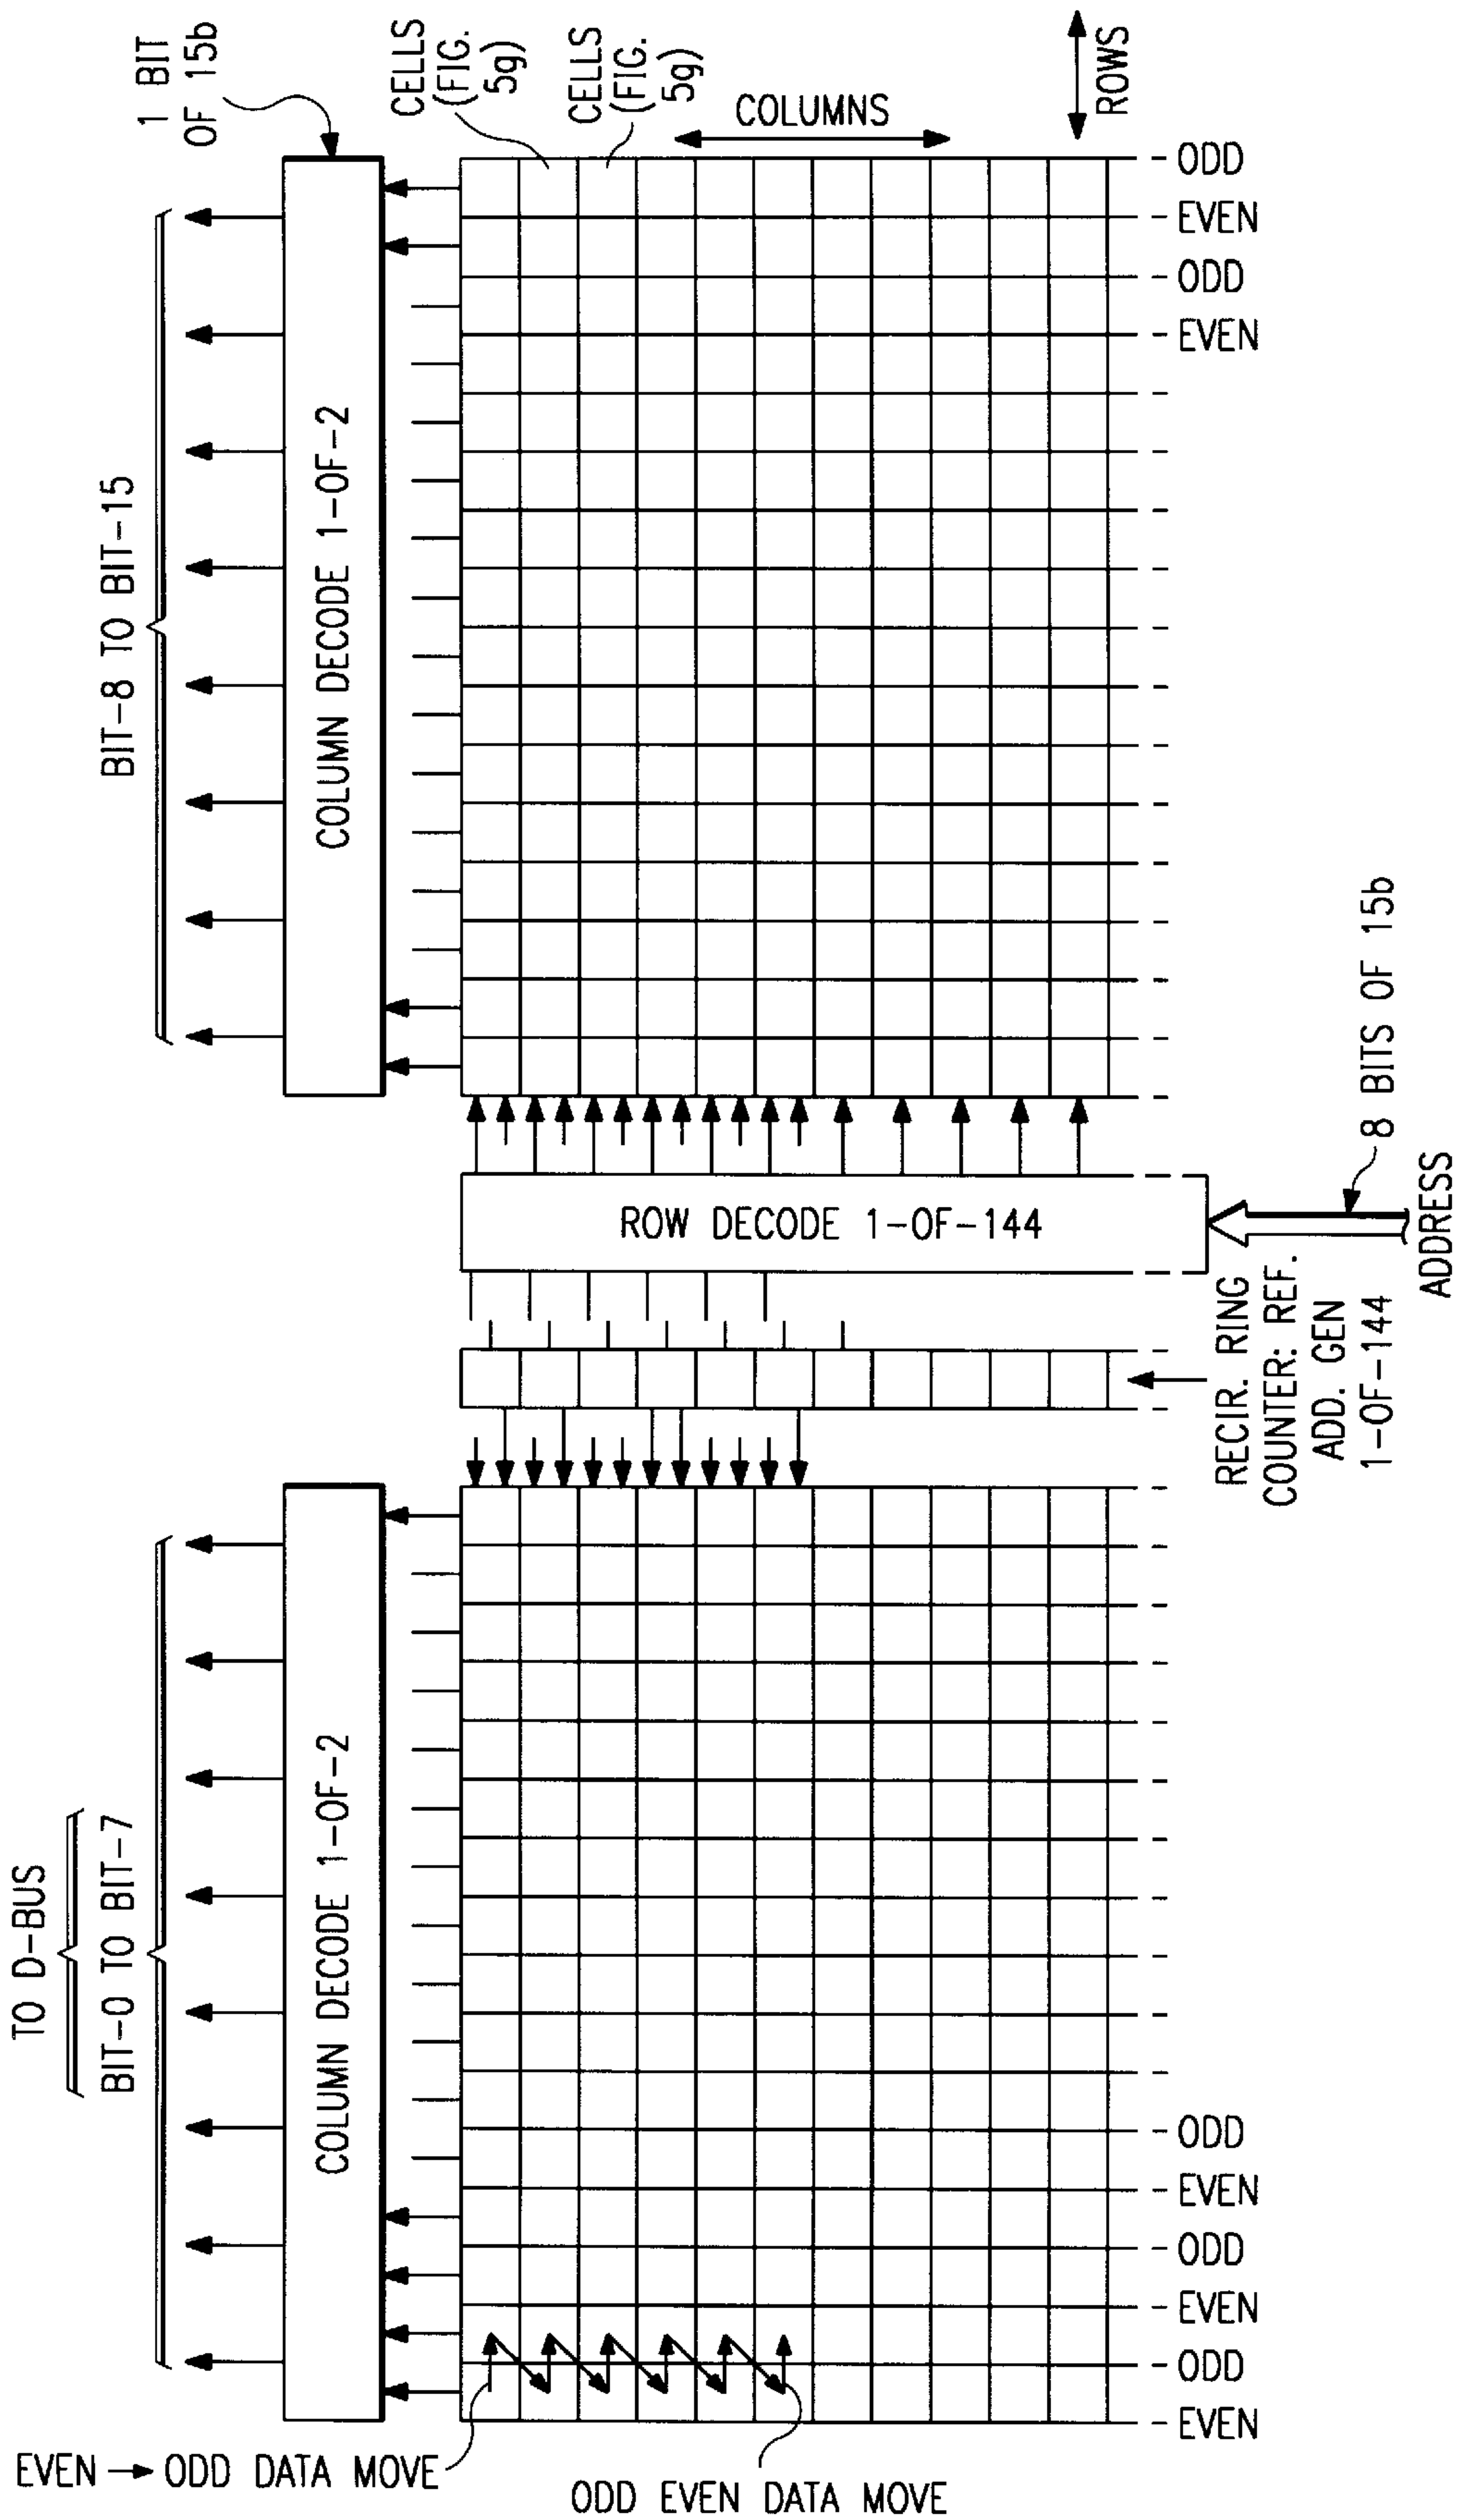 TO D-BUS
BIT-0 TO BIT-7
BIT-8 TO BIT-15
1 BIT
OF 15b
COLUMN DECODE 1-OF-2
COLUMN DECODE 1-OF-2
CELLS
(FIG.
5g)
CELLS
(FIG.
5g)
COLUMNS
ROWS
EVEN → ODD DATA MOVE
ODD EVEN DATA MOVE
ROW DECODE 1-OF-144
EVEN
ODD
EVEN
ODD
EVEN
ODD
EVEN
ODD
EVEN
ODD
RECIR. RING
COUNTER: REF.
ADD. GEN
1-OF-144
8 BITS OF 15b
ADDRESS